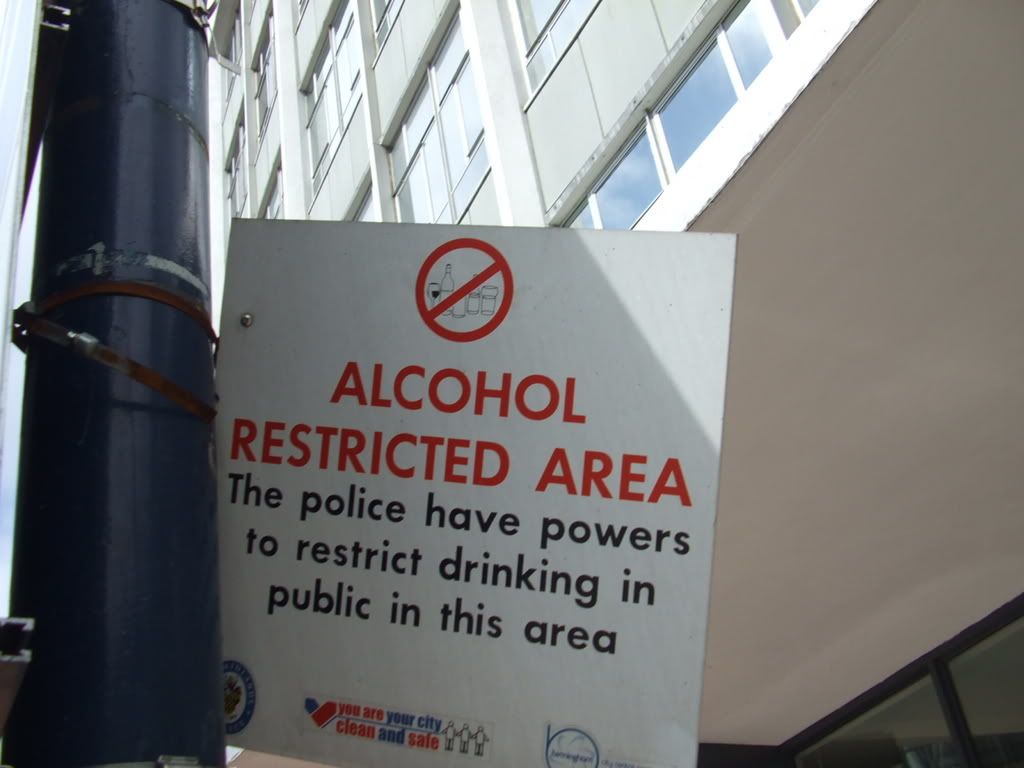 ALCOHOL
RESTRICTED AREA
The police have powers
to restrict drinking in
public in this area
you are your city
clean and safe
birmingham